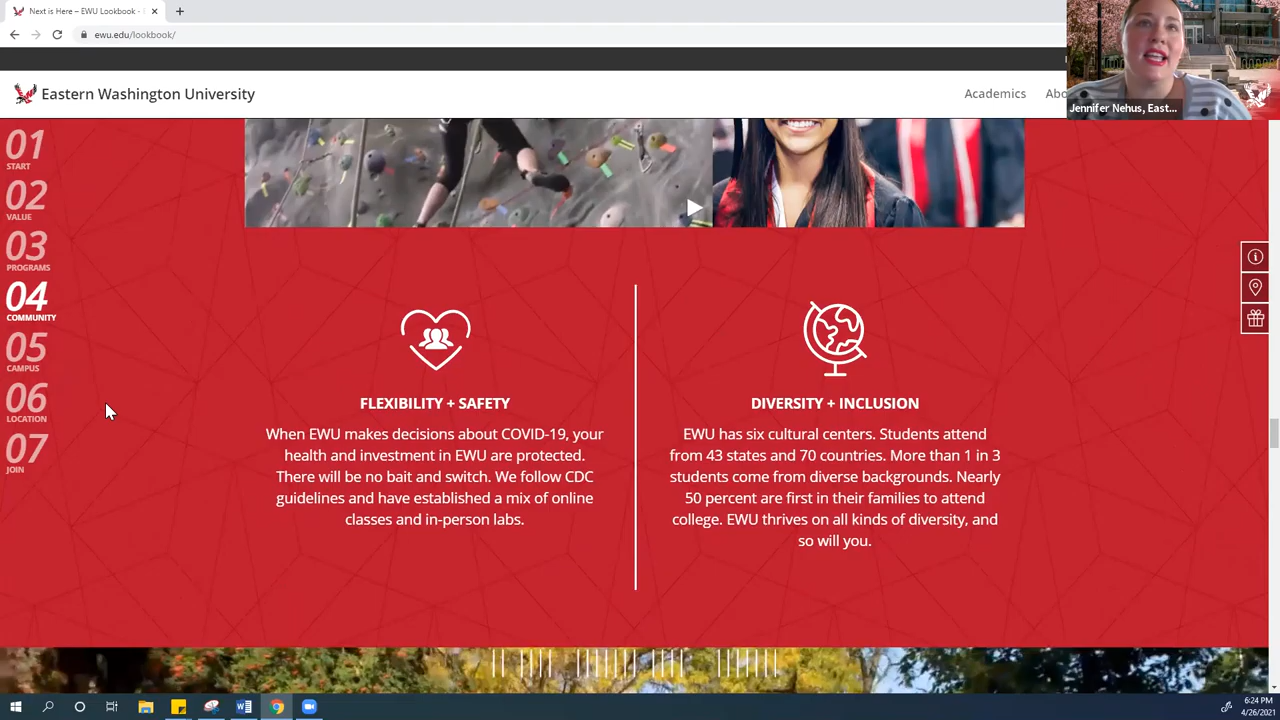 Next is Here – EWU Lookbook -
ewu.edu/lookbook/
Eastern Washington University
Academics
Abo
Jennifer Nehus, East...
01
START
02
VALUE
03
PROGRAMS
04
COMMUNITY
05
CAMPUS
06
LOCATION
07
JOIN
FLEXIBILITY + SAFETY
When EWU makes decisions about COVID-19, your
health and investment in EWU are protected.
There will be no bait and switch. We follow CDC
guidelines and have established a mix of online
classes and in-person labs.
DIVERSITY + INCLUSION
EWU has six cultural centers. Students attend
from 43 states and 70 countries. More than 1 in 3
students come from diverse backgrounds. Nearly
50 percent are first in their families to attend
college. EWU thrives on all kinds of diversity, and
so will you.
6:24 PM
4/26/2021